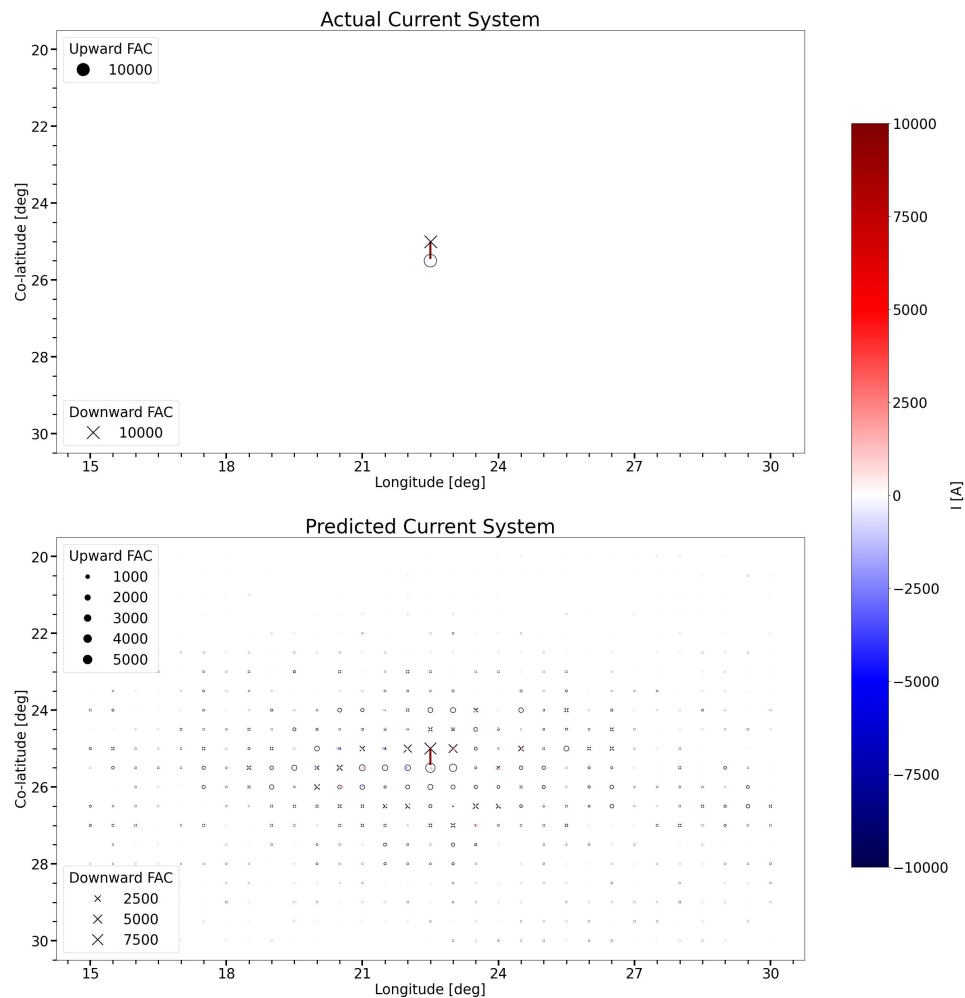 Actual Current System
Upward FAC
10000
Downward FAC
10000
20
22
24
26
28
30
Co-latitude [deg]
15 18 21 24 27 30
Longitude [deg]
Predicted Current System
Upward FAC
1000
2000
3000
4000
5000
Downward FAC
2500
5000
7500
20
22
24
26
28
30
Co-latitude [deg]
15 18 21 24 27 30
Longitude [deg]
10000
7500
5000
2500
0
−2500
−5000
−7500
−10000
I [A]